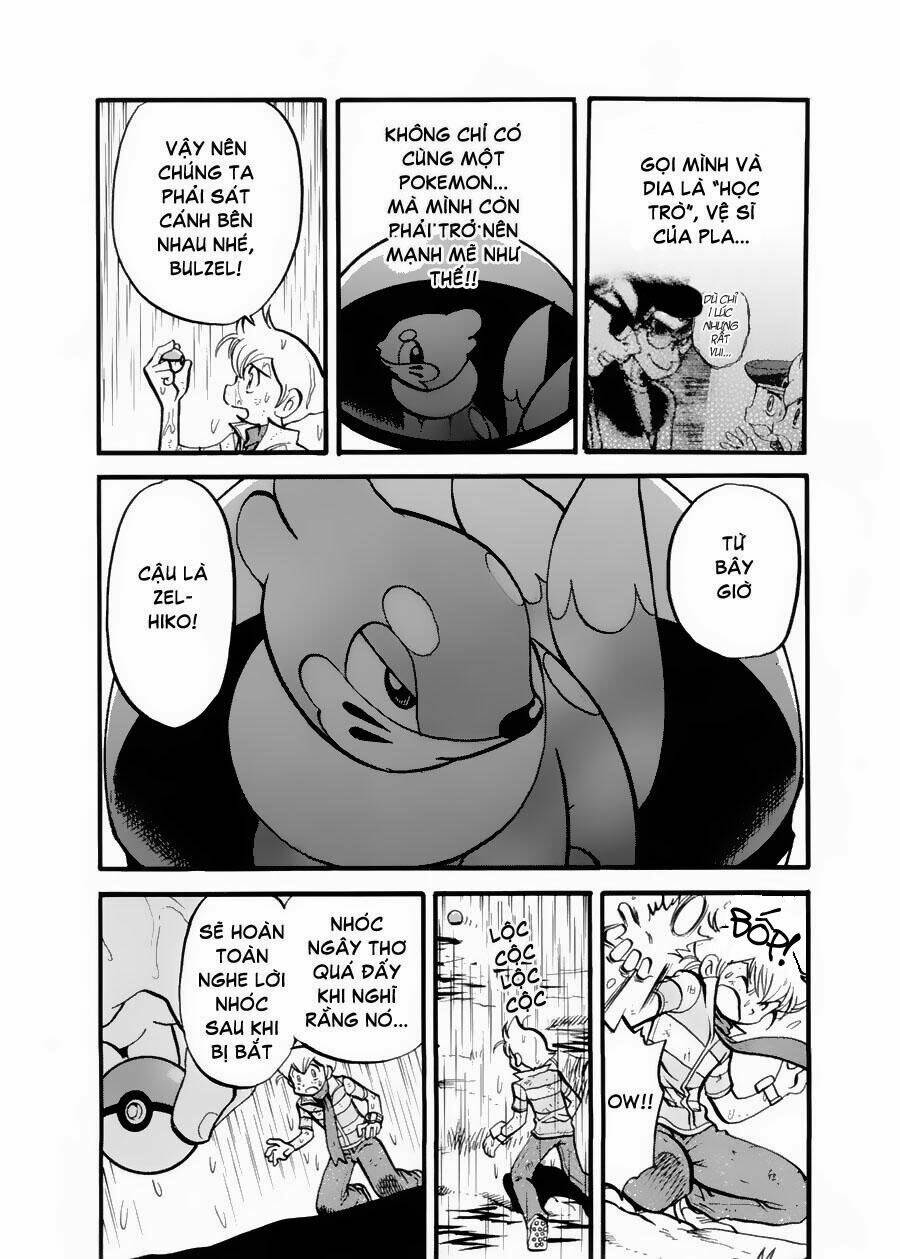 GỌI MÌNH VÀ
DIA LÀ "HỌC
TRÒ", VỆ SĨ
CỦA PLA...
DÙ CHỈ
1 LÚC
NHƯNG
RẤT
VUI...
KHÔNG CHỈ CÓ
CÙNG MỘT
POKEMON...
MÀ MÌNH CÒN
PHẢI TRỞ NÊN
MẠNH MẼ NHƯ
THẾ!!
VẬY NÊN
CHÚNG TA
PHẢI SÁT
CÁNH BÊN
NHAU NHÉ,
BULZEL!
TỪ
BÂY
GIỜ
CẬU LÀ
ZEL-
HIKO!
BỐP!
OW!!
LỘC
CỘC
LỘC
CỘC
NHÓC
NGÂY THƠ
QUÁ ĐẤY
KHI NGHĨ
RẰNG NÓ...
SẼ HOÀN
TOÀN
NGHE LỜI
NHÓC
SAU KHI
BỊ BẮT